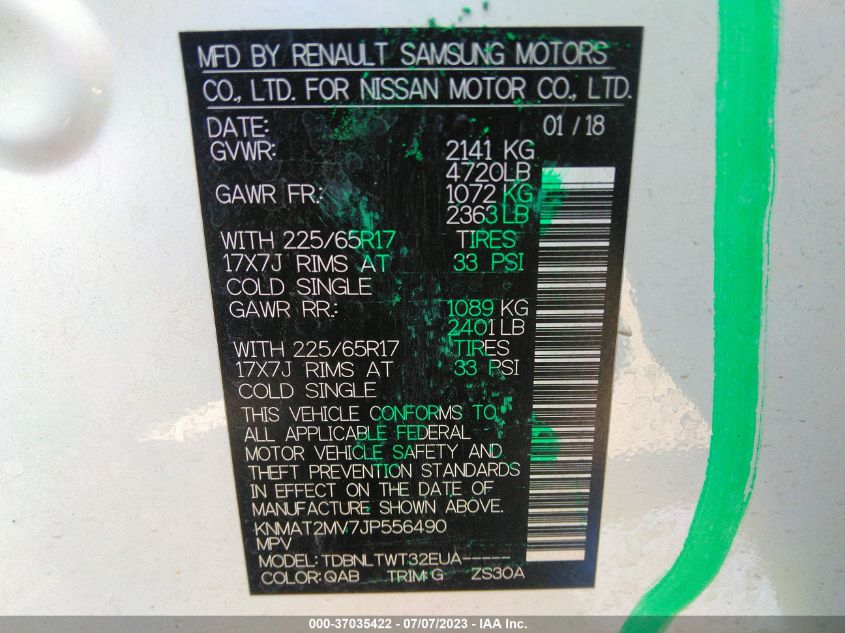 MFD BY RENAULT SAMSUNG MOTORS
CO., LTD. FOR NISSAN MOTOR CO., LTD.
DATE: 01 / 18
GVWR: 2141 KG
4720LB
GAWR FR.: 1072 KG
2363 LB
WITH 225/65R17 TIRES
17X7J RIMS AT 33 PSI
COLD SINGLE
GAWR RR.: 1089 KG
2401 LB
WITH 225/65R17 TIRES
17X7J RIMS AT 33 PSI
COLD SINGLE
THIS VEHICLE CONFORMS TO
ALL APPLICABLE FEDERAL
MOTOR VEHICLE SAFETY AND
THEFT PREVENTION STANDARDS
IN EFFECT ON THE DATE OF
MANUFACTURE SHOWN ABOVE.
KNMAT2MV7JP556490
MPV
MODEL: TDBNLTWT32EUA-----
COLOR: QAB TRIM: G ZS30A
000-37035422 - 07/07/2023 - IAA Inc.